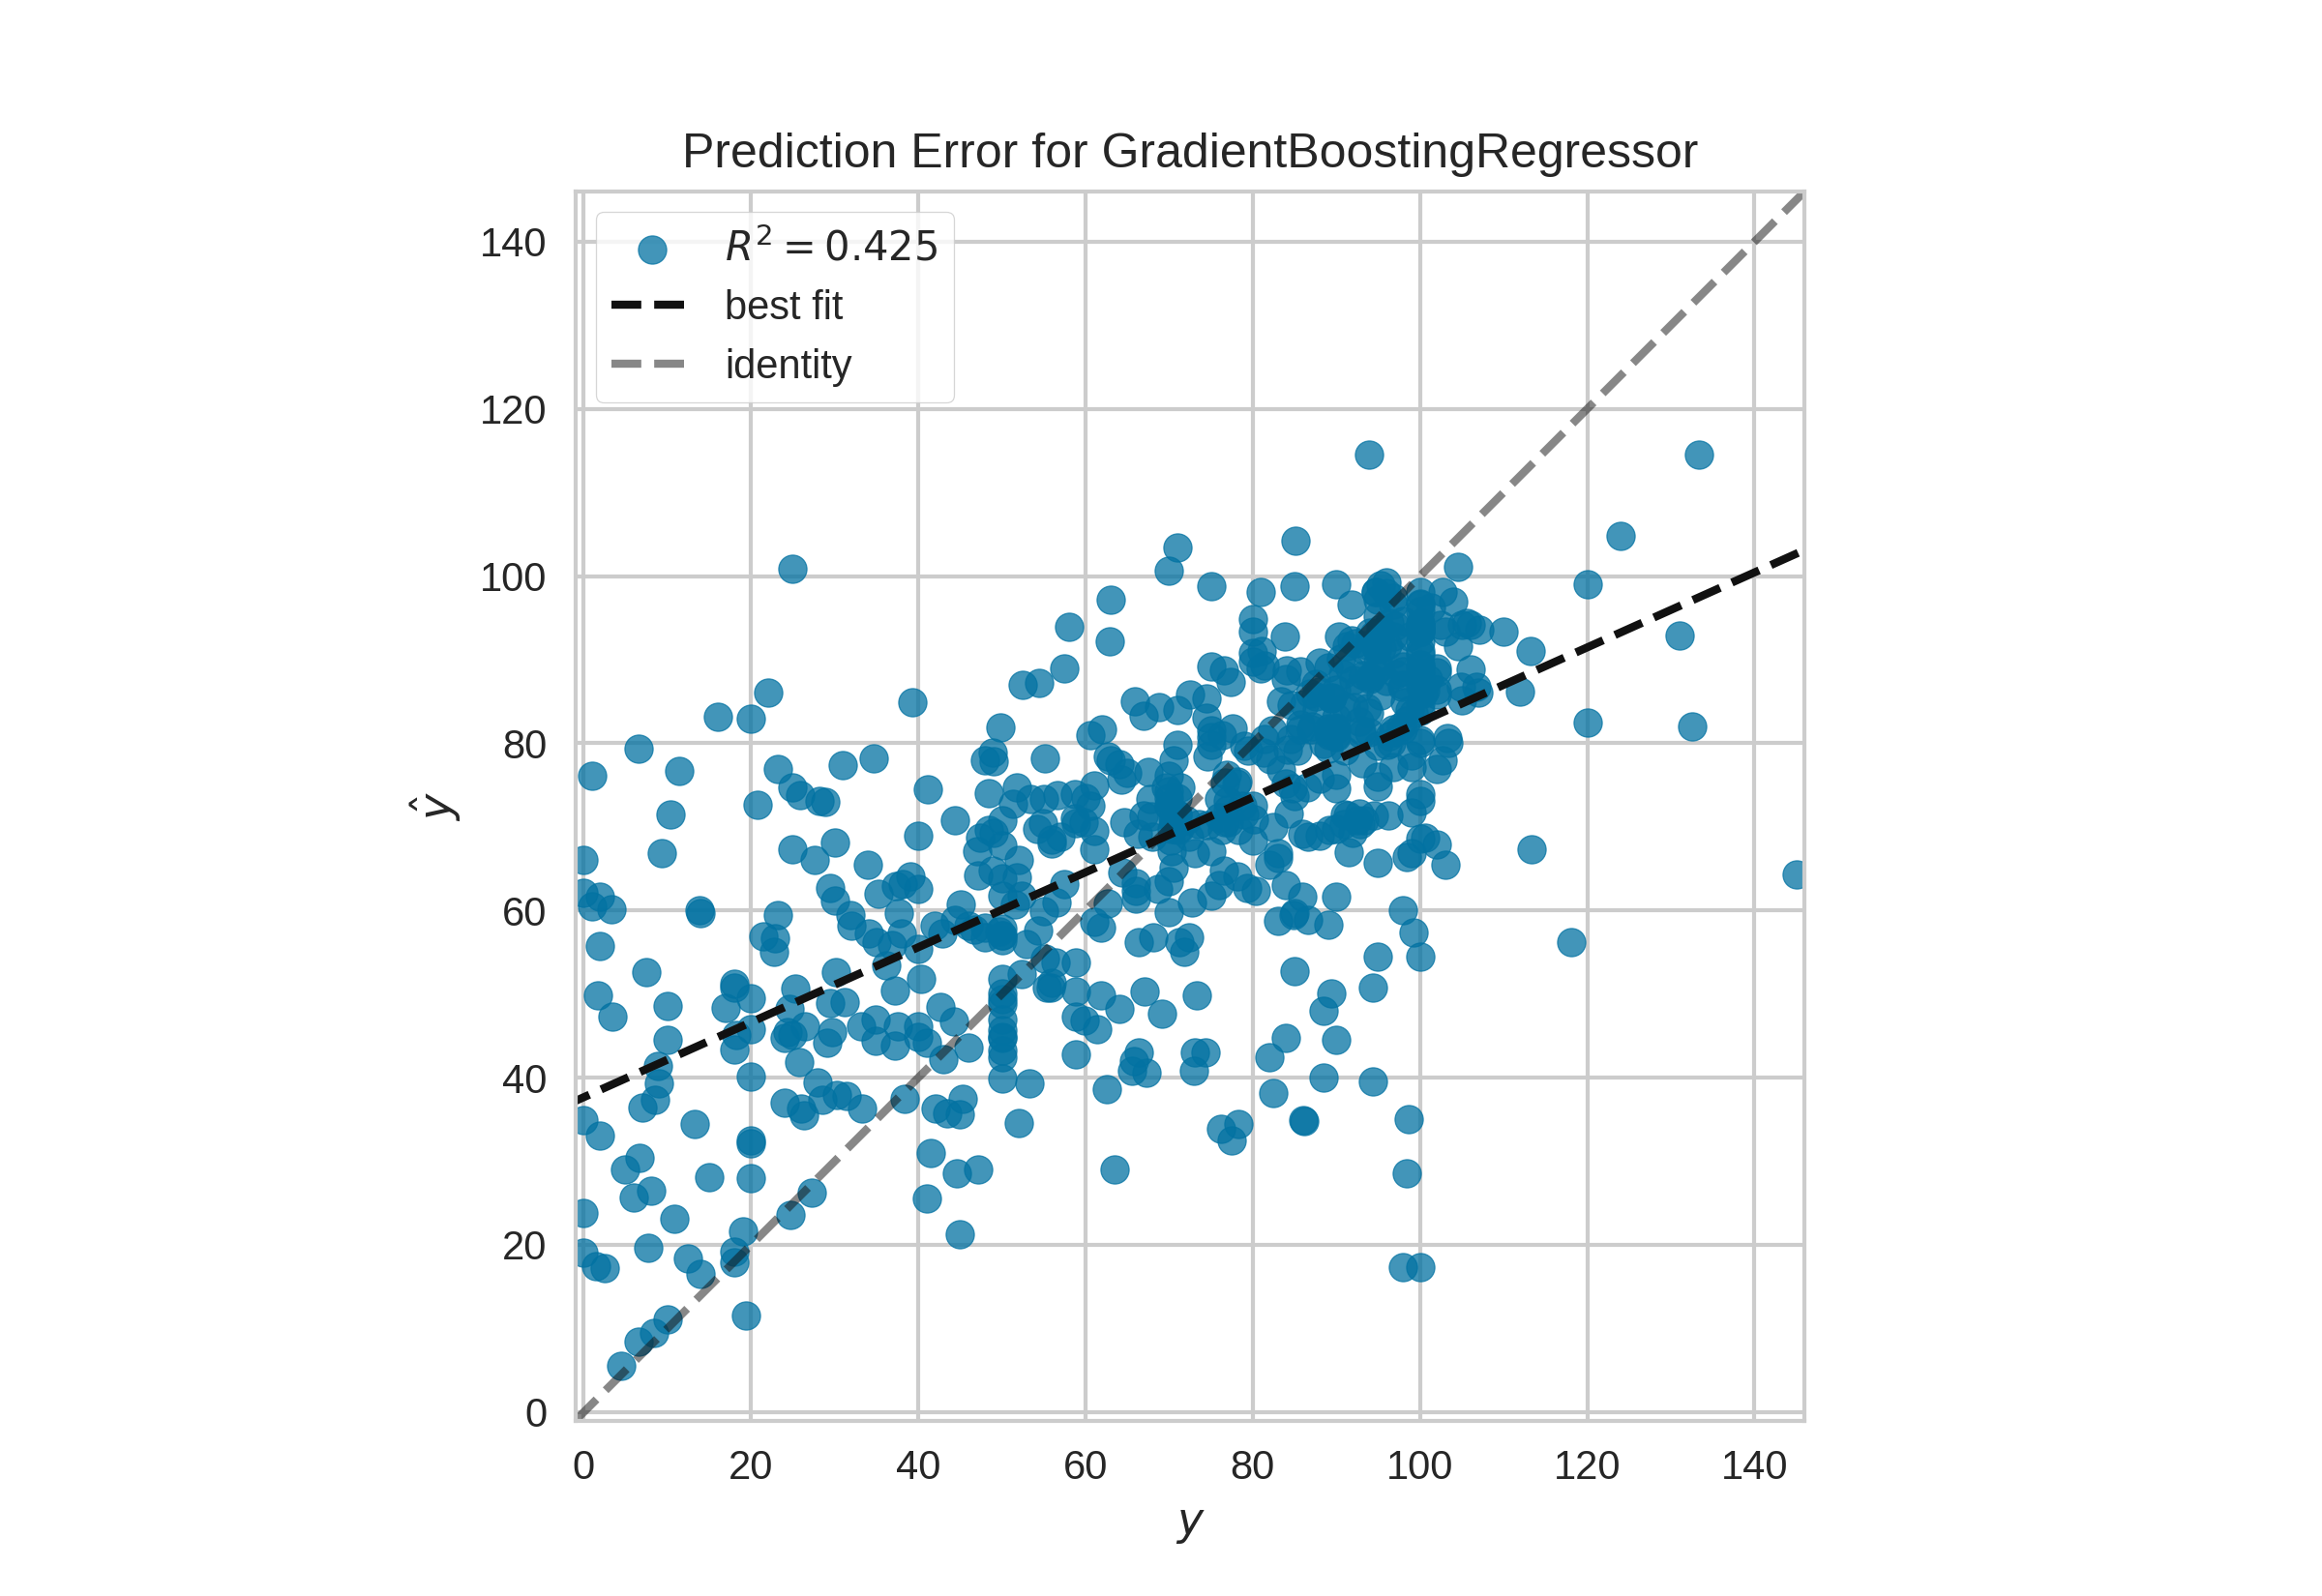 Prediction Error for GradientBoostingRegressor
R² = 0.425
best fit
identity
140
120
100
80
60
40
20
0
ŷ
0 20 40 60 80 100 120 140
y